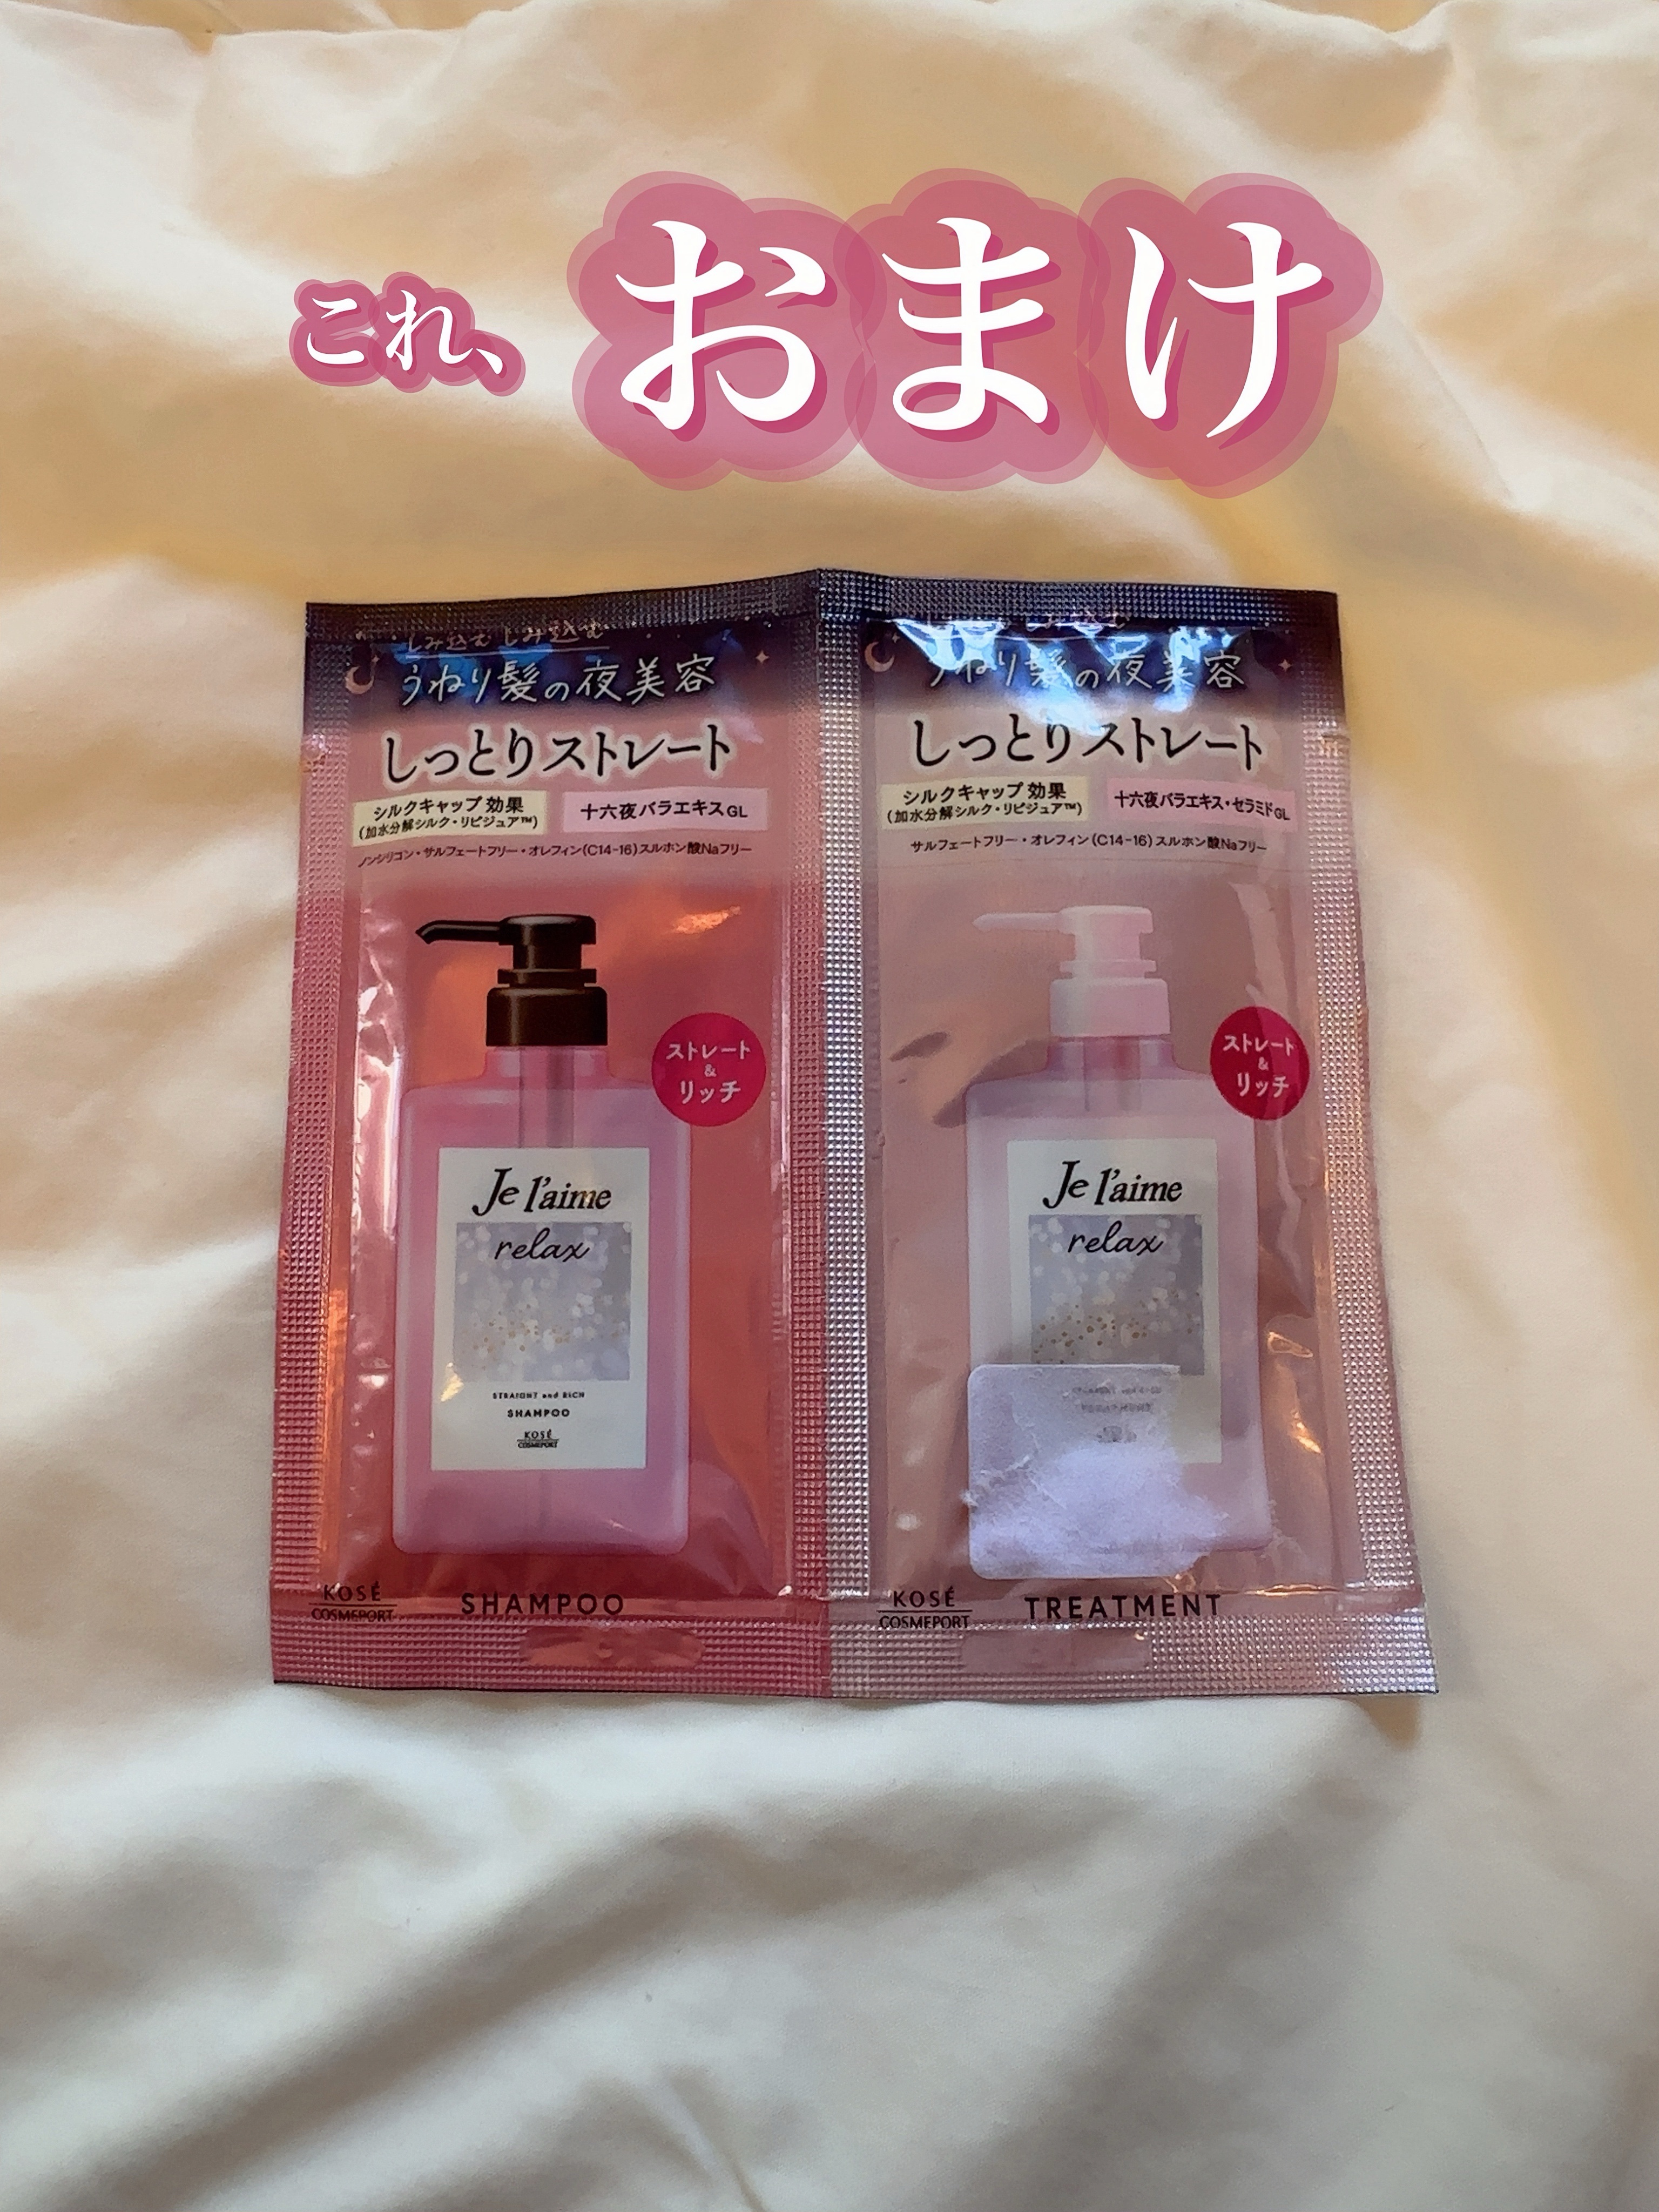 これ、おまけ
しみ込む しみ込む
うねり髪の夜美容
しっとりストレート
シルクキャップ効果
(加水分解シルク・リピジュア™)
十六夜バラエキスGL
ノンシリコン・サルフェートフリー・オレフィン(C14-16)スルホン酸Naフリー
ストレート
&
リッチ
Je l'aime
relax
STRAIGHT and RICH
SHAMPOO
KOSÉ
COSMEPORT
KOSÉ
COSMEPORT
SHAMPOO
うねり髪の夜美容
しっとりストレート
シルクキャップ効果
(加水分解シルク・リピジュア™)
十六夜バラエキス・セラミドGL
サルフェートフリー・オレフィン(C14-16)スルホン酸Naフリー
ストレート
&
リッチ
Je l'aime
relax
KOSÉ
COSMEPORT
TREATMENT